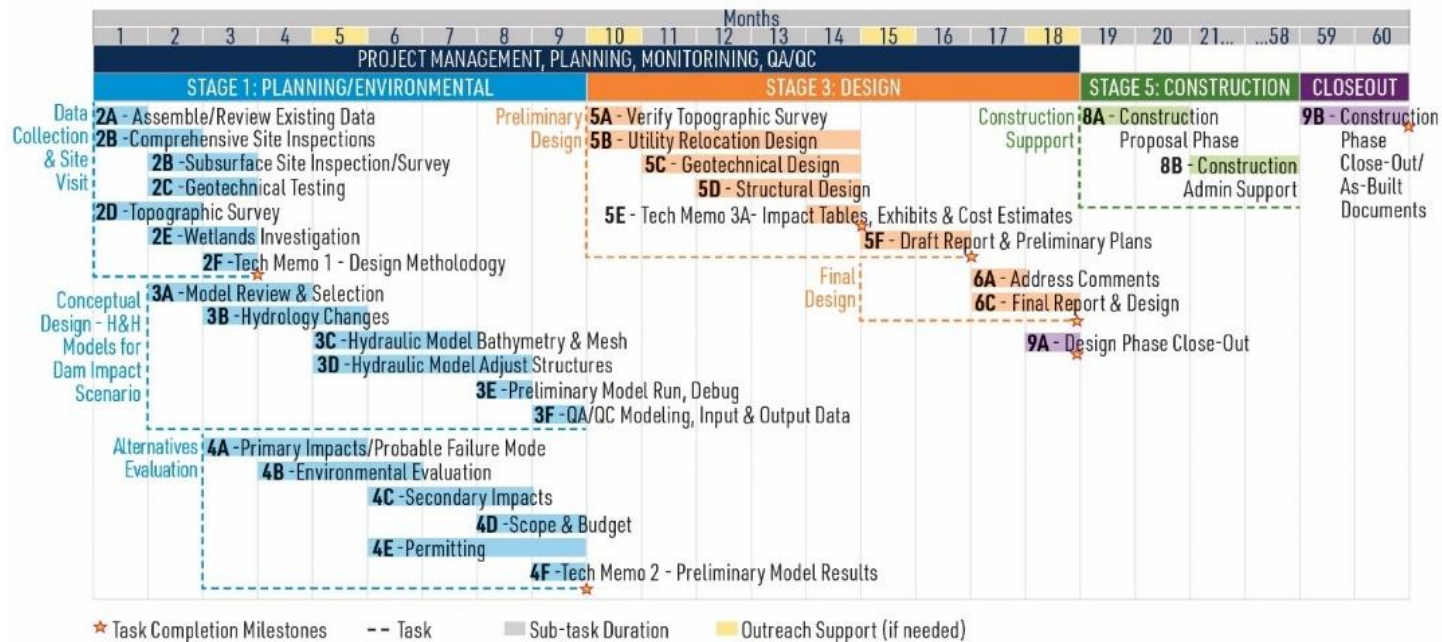 Months
1 2 3 4 5 6 7 8 9 10 11 12 13 14 15 16 17 18 19 20 21... ...58 59 60
PROJECT MANAGEMENT, PLANNING, MONITORINING, QA/QC
STAGE 1: PLANNING/ENVIRONMENTAL
STAGE 3: DESIGN
STAGE 5: CONSTRUCTION
CLOSEOUT
Data
Collection
& Site
Visit
2A - Assemble/Review Existing Data
2B -Comprehensive Site Inspections
2B -Subsurface Site Inspection/Survey
2C -Geotechnical Testing
2D -Topographic Survey
2E -Wetlands Investigation
2F -Tech Memo 1 - Design Metholodogy
Conceptual
Design - H&H
Models for
Dam Impact
Scenario
3A -Model Review & Selection
3B -Hydrology Changes
3C -Hydraulic Model Bathymetry & Mesh
3D -Hydraulic Model Adjust Structures
3E -Preliminary Model Run, Debug
3F -QA/QC Modeling, Input & Output Data
Alternatives
Evaluation
4A -Primary Impacts/Probable Failure Mode
4B -Environmental Evaluation
4C -Secondary Impacts
4D -Scope & Budget
4E -Permitting
4F -Tech Memo 2 - Preliminary Model Results
Preliminary
Design
5A - Verify Topographic Survey
5B - Utility Relocation Design
5C - Geotechnical Design
5D - Structural Design
5E - Tech Memo 3A- Impact Tables, Exhibits & Cost Estimates
5F - Draft Report & Preliminary Plans
Final
Design
6A - Address Comments
6C - Final Report & Design
9A - Design Phase Close-Out
Construction
Suppport
8A - Construction
Proposal Phase
8B - Construction
Admin Support
9B - Construction
Phase
Close-Out/
As-Built
Documents
Task Completion Milestones
Task
Sub-task Duration
Outreach Support (if needed)